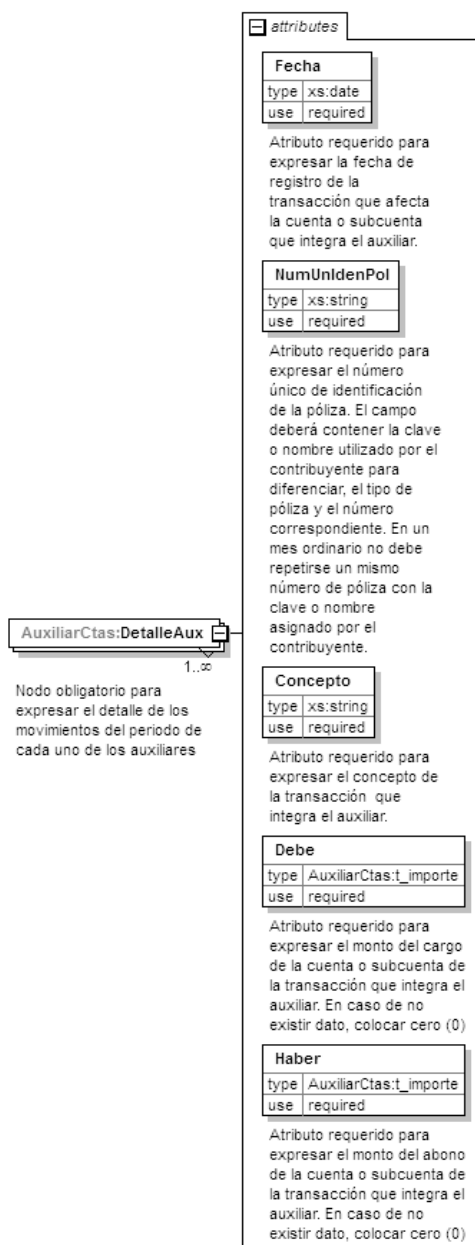 attributes
Fecha
type xs:date
use required
Atributo requerido para
expresar la fecha de
registro de la
transacción que afecta
la cuenta o subcuenta
que integra el auxiliar.
NumUnIdenPol
type xs:string
use required
Atributo requerido para
expresar el número
único de identificación
de la póliza. El campo
deberá contener la clave
o nombre utilizado por el
contribuyente para
diferenciar, el tipo de
póliza y el número
correspondiente. En un
mes ordinario no debe
repetirse un mismo
número de póliza con la
clave o nombre
asignado por el
contribuyente.
AuxiliarCtas:DetalleAux
1..∞
Nodo obligatorio para
expresar el detalle de los
movimientos del periodo de
cada uno de los auxiliares
Concepto
type xs:string
use required
Atributo requerido para
expresar el concepto de
la transacción que
integra el auxiliar.
Debe
type AuxiliarCtas:t_importe
use required
Atributo requerido para
expresar el monto del cargo
de la cuenta o subcuenta de
la transacción que integra el
auxiliar. En caso de no
existir dato, colocar cero (0)
Haber
type AuxiliarCtas:t_importe
use required
Atributo requerido para
expresar el monto del abono
de la cuenta o subcuenta de
la transacción que integra el
auxiliar. En caso de no
existir dato, colocar cero (0)